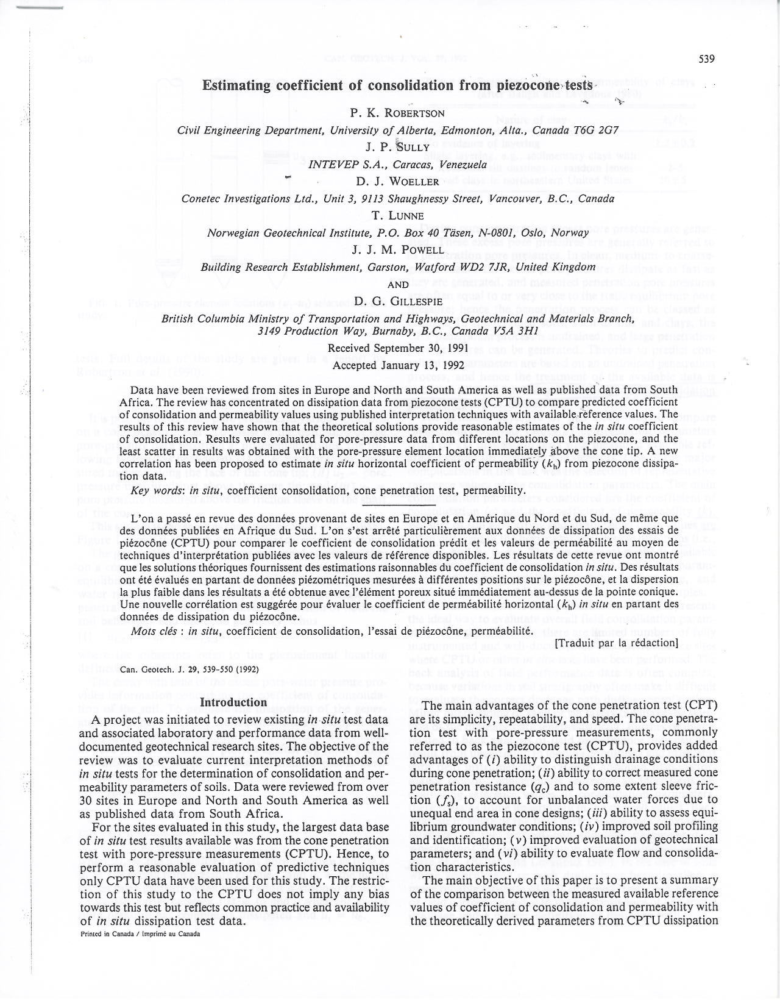 539
Estimating coefficient of consolidation from piezocone tests
P. K. ROBERTSON
Civil Engineering Department, University of Alberta, Edmonton, Alta., Canada T6G 2G7
J. P. SULLY
INTEVEP S.A., Caracas, Venezuela
D. J. WOELLER
Conetec Investigations Ltd., Unit 3, 9113 Shaughnessy Street, Vancouver, B.C., Canada
T. LUNNE
Norwegian Geotechnical Institute, P.O. Box 40 Täsen, N-0801, Oslo, Norway
J. J. M. POWELL
Building Research Establishment, Garston, Watford WD2 7JR, United Kingdom
AND
D. G. GILLESPIE
British Columbia Ministry of Transportation and Highways, Geotechnical and Materials Branch,
3149 Production Way, Burnaby, B.C., Canada V5A 3H1
Received September 30, 1991
Accepted January 13, 1992
Data have been reviewed from sites in Europe and North and South America as well as published data from South
Africa. The review has concentrated on dissipation data from piezocone tests (CPTU) to compare predicted coefficient
of consolidation and permeability values using published interpretation techniques with available reference values. The
results of this review have shown that the theoretical solutions provide reasonable estimates of the in situ coefficient
of consolidation. Results were evaluated for pore-pressure data from different locations on the piezocone, and the
least scatter in results was obtained with the pore-pressure element location immediately above the cone tip. A new
correlation has been proposed to estimate in situ horizontal coefficient of permeability (kh) from piezocone dissipa-
tion data.
Key words: in situ, coefficient consolidation, cone penetration test, permeability.
L'on a passé en revue des données provenant de sites en Europe et en Amérique du Nord et du Sud, de même que
des données publiées en Afrique du Sud. L'on s'est arrêté particulièrement aux données de dissipation des essais de
piézocône (CPTU) pour comparer le coefficient de consolidation prédit et les valeurs de perméabilité au moyen de
techniques d'interprétation publiées avec les valeurs de référence disponibles. Les résultats de cette revue ont montré
que les solutions théoriques fournissent des estimations raisonnables du coefficient de consolidation in situ. Des résultats
ont été évalués en partant de données piézométriques mesurées à différentes positions sur le piézocône, et la dispersion
la plus faible dans les résultats a été obtenue avec l'élément poreux situé immédiatement au-dessus de la pointe conique.
Une nouvelle corrélation est suggérée pour évaluer le coefficient de perméabilité horizontal (kh) in situ en partant des
données de dissipation du piézocône.
Mots clés : in situ, coefficient de consolidation, l'essai de piézocône, perméabilité.
[Traduit par la rédaction]
Can. Geotech. J. 29, 539-550 (1992)
Introduction
A project was initiated to review existing in situ test data
and associated laboratory and performance data from well-
documented geotechnical research sites. The objective of the
review was to evaluate current interpretation methods of
in situ tests for the determination of consolidation and per-
meability parameters of soils. Data were reviewed from over
30 sites in Europe and North and South America as well
as published data from South Africa.
For the sites evaluated in this study, the largest data base
of in situ test results available was from the cone penetration
test with pore-pressure measurements (CPTU). Hence, to
perform a reasonable evaluation of predictive techniques
only CPTU data have been used for this study. The restric-
tion of this study to the CPTU does not imply any bias
towards this test but reflects common practice and availability
of in situ dissipation test data.
Printed in Canada / Imprimé au Canada
The main advantages of the cone penetration test (CPT)
are its simplicity, repeatability, and speed. The cone penetra-
tion test with pore-pressure measurements, commonly
referred to as the piezocone test (CPTU), provides added
advantages of (i) ability to distinguish drainage conditions
during cone penetration; (ii) ability to correct measured cone
penetration resistance (qc) and to some extent sleeve fric-
tion (fs), to account for unbalanced water forces due to
unequal end area in cone designs; (iii) ability to assess equi-
librium groundwater conditions; (iv) improved soil profiling
and identification; (v) improved evaluation of geotechnical
parameters; and (vi) ability to evaluate flow and consolida-
tion characteristics.
The main objective of this paper is to present a summary
of the comparison between the measured available reference
values of coefficient of consolidation and permeability with
the theoretically derived parameters from CPTU dissipation